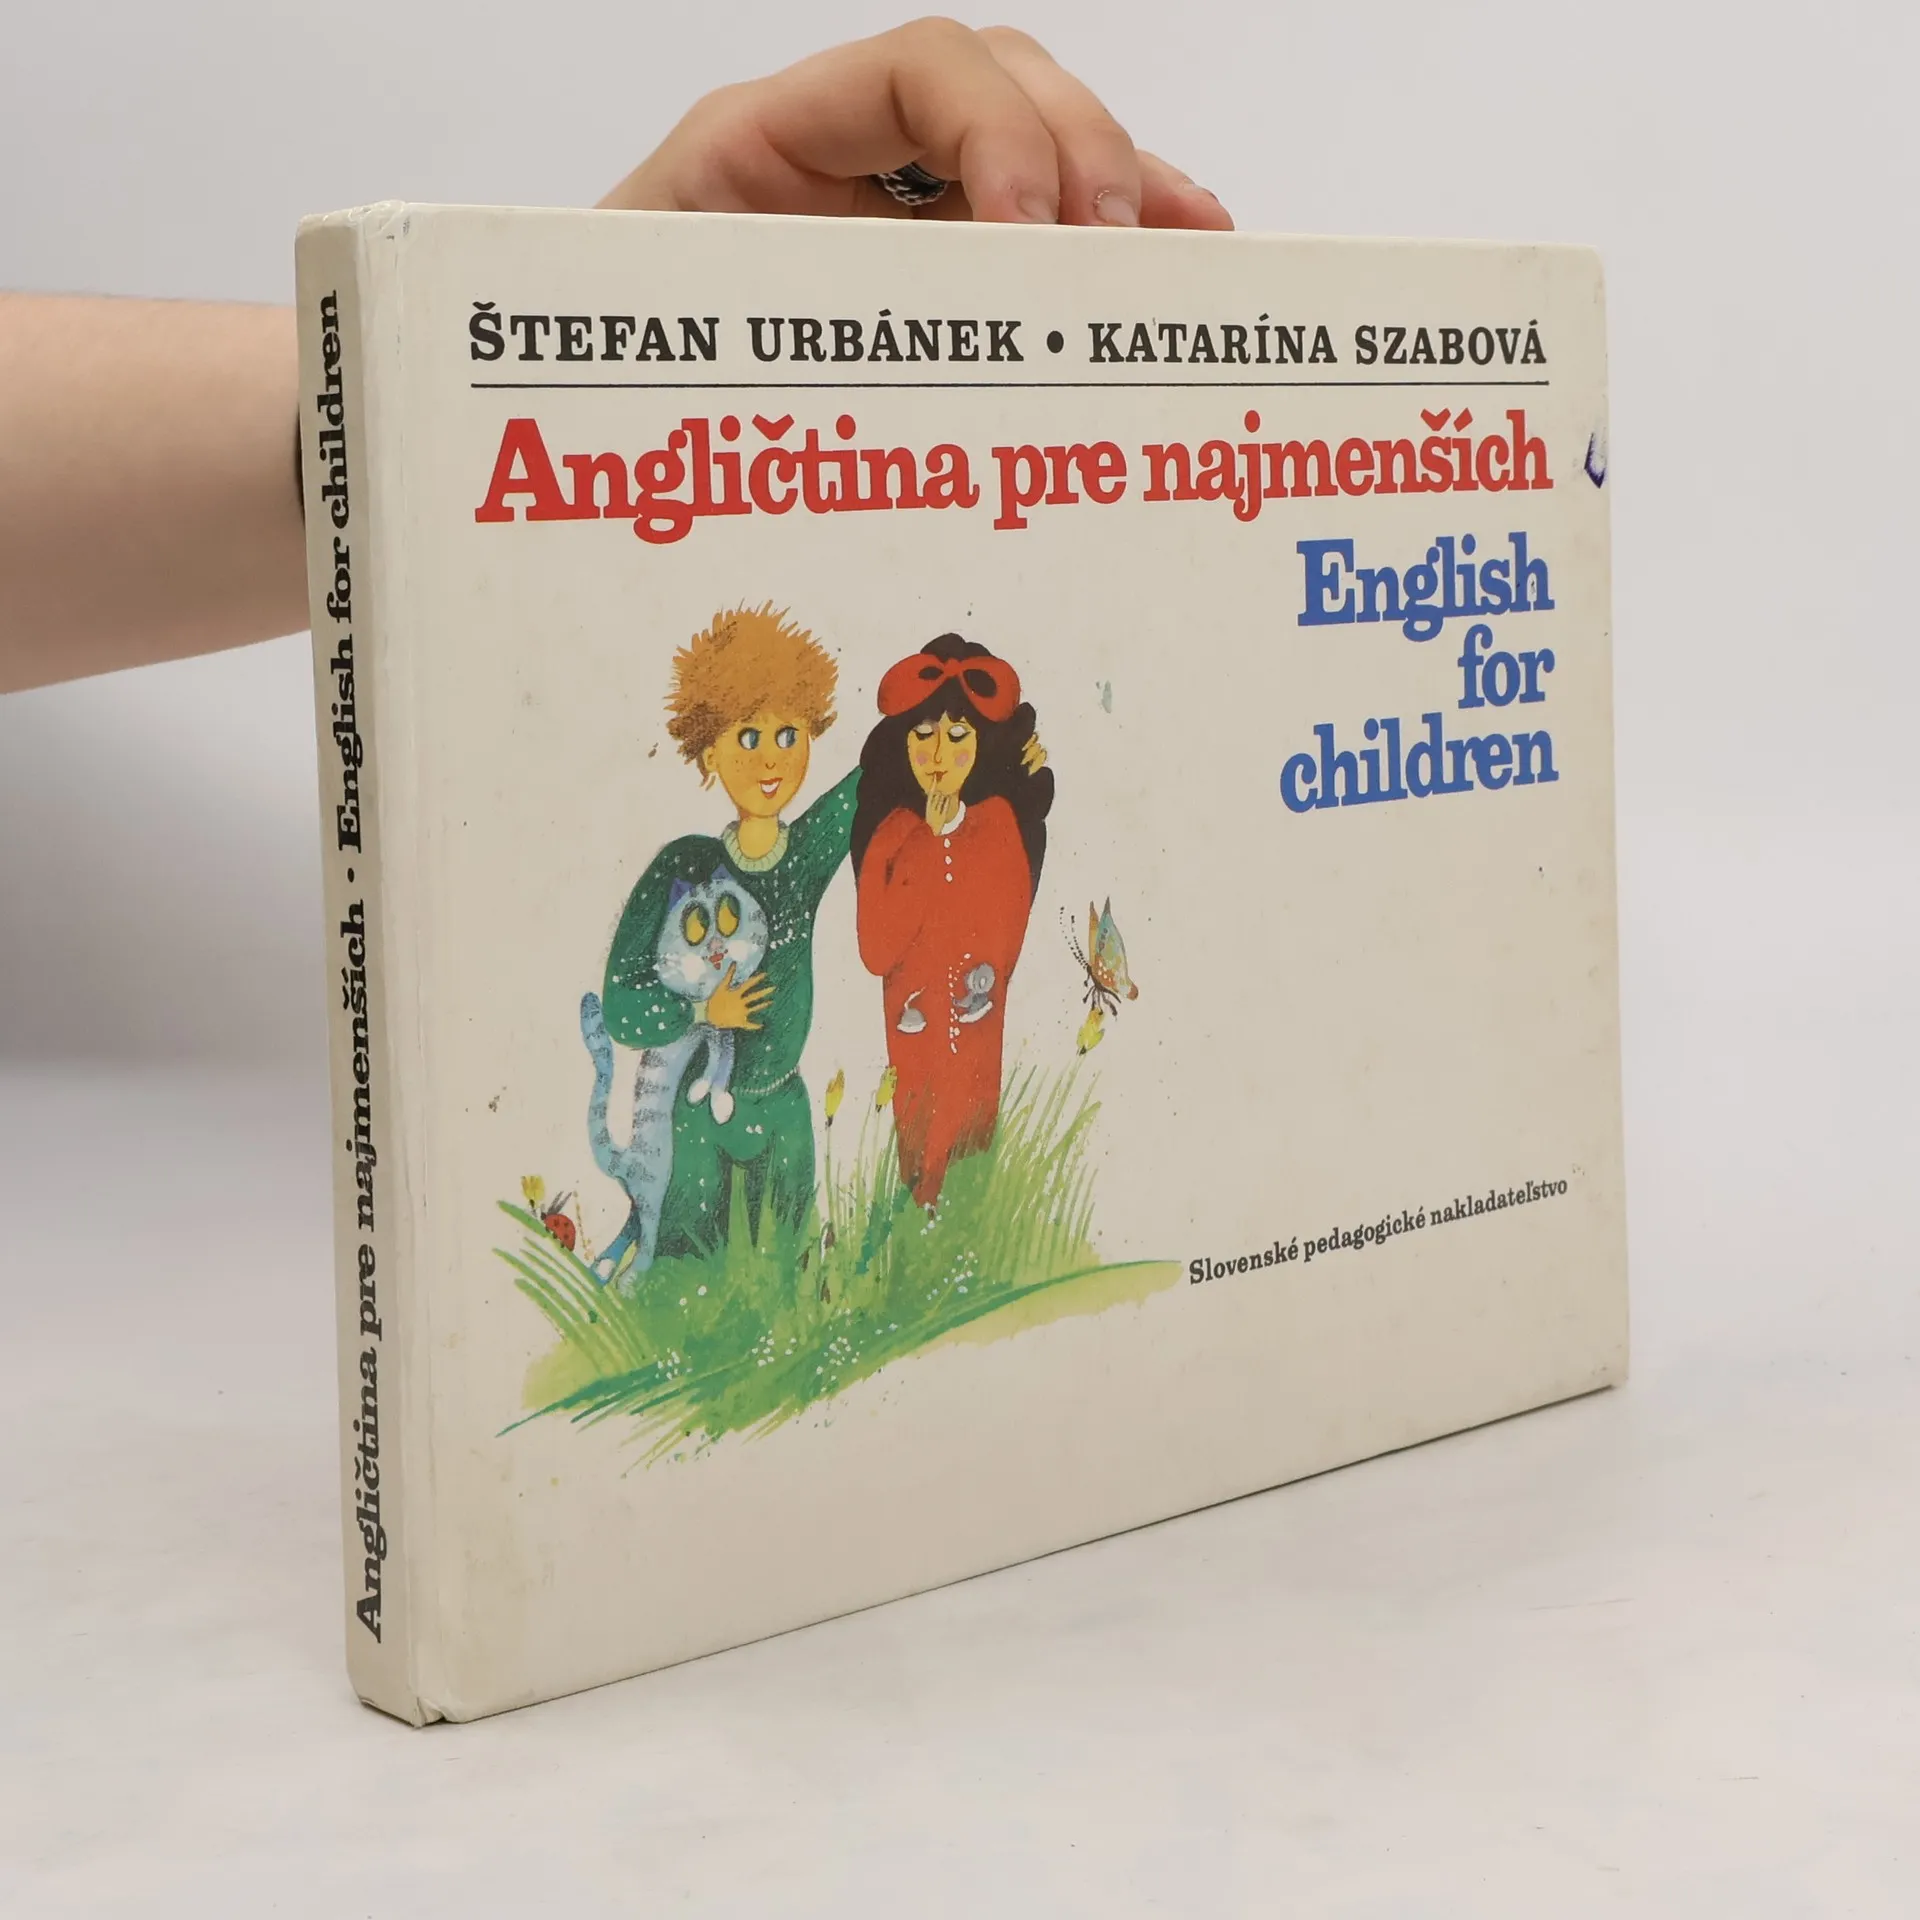 ŠTEFAN URBÁNEK • KATARÍNA SZABOVÁ
Angličtina pre najmenších
English
for
children
Slovenské pedagogické nakladateľstvo
Angličtina pre najmenších • English for children